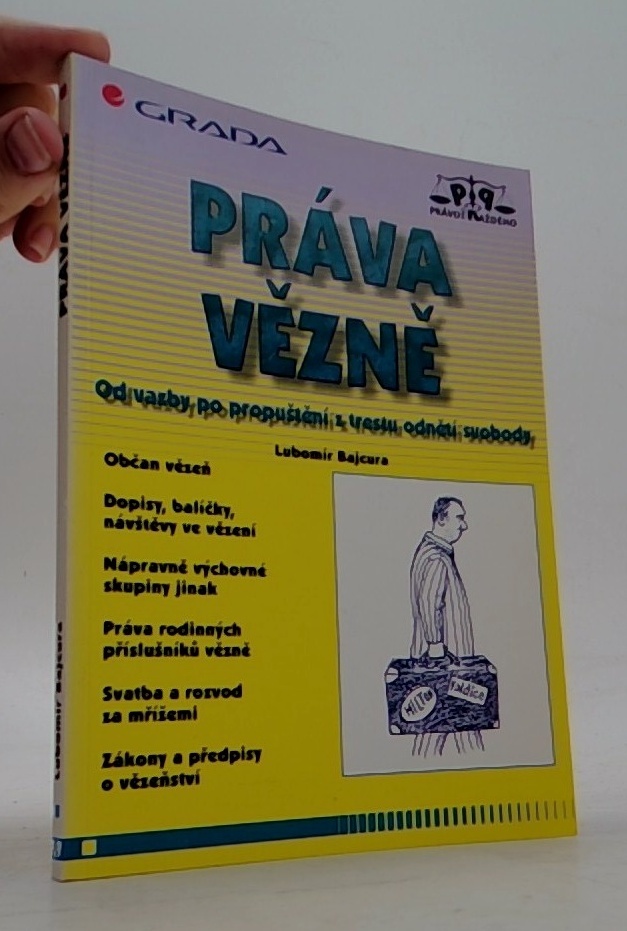 GRADA
PRÁVO KAŽDÉHO
PRÁVA
VĚZNĚ
Od vazby po propuštění z trestu odnětí svobody
Lubomír Bajcura
Občan vězeň
Dopisy, balíčky,
návštěvy ve vězení
Nápravně výchovné
skupiny jinak
Práva rodinných
příslušníků vězně
Svatba a rozvod
za mřížemi
Zákony a předpisy
o vězeňství
HILTON
Valdice
PRÁVA VĚZNĚ
Lubomír Bajcura